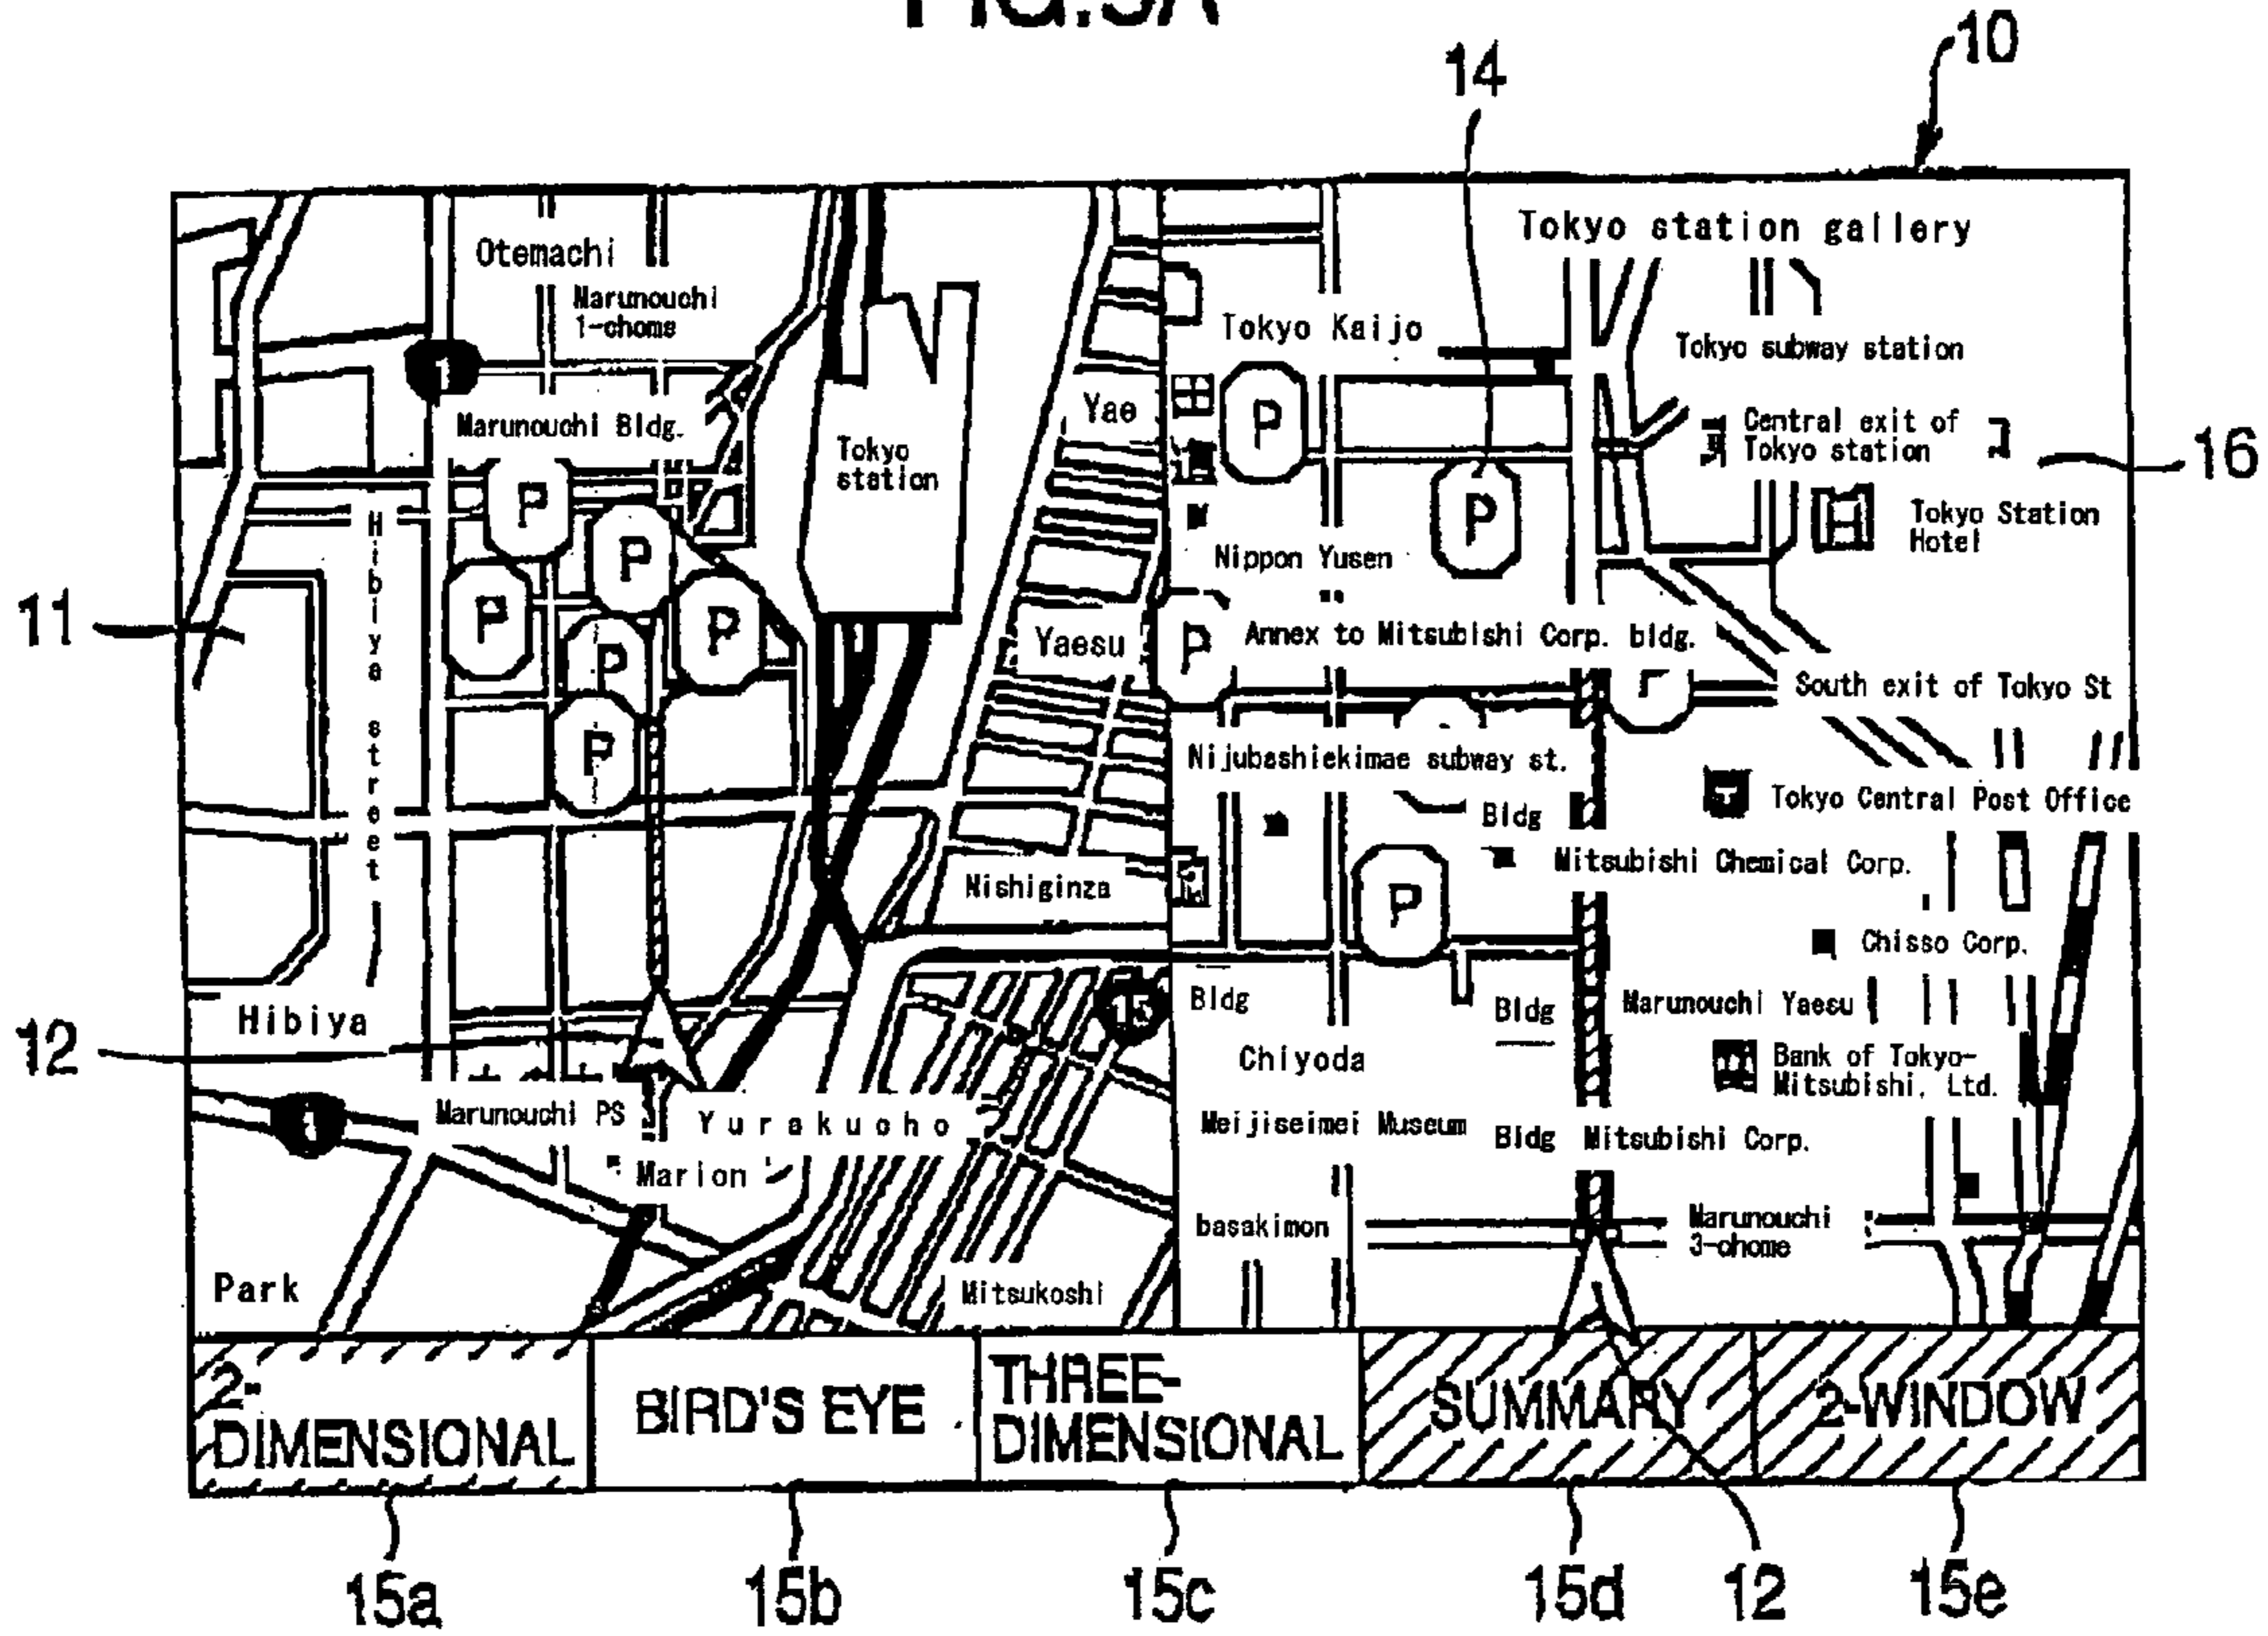 10
14
Tokyo station gallery
Otemachi
Marunouchi
1-chome
Tokyo Kaijo
Tokyo subway station
1
Yae
P
Marunouchi Bldg.
Central exit of
Tokyo station
16
Tokyo
station
P
P
Tokyo Station
Hotel
Hibiya street
P
Nippon Yusen
P
P
11
Yaesu
P
Annex to Mitsubishi Corp. bldg.
P
South exit of Tokyo St
P
Nijubashiekimae subway st.
Tokyo Central Post Office
Bldg
Mitsubishi Chemical Corp.
Nishiginza
P
Chisso Corp.
15
Bldg
Bldg
Marunouchi Yaesu
Hibiya
12
Chiyoda
Bank of Tokyo-
Mitsubishi, Ltd.
1
Marunouchi PS
Yurakuoho
Meijiseimei Museum
Bldg
Mitsubishi Corp.
Marion
basakimon
Marunouchi
3-ohome
Park
Mitsukoshi
2-
DIMENSIONAL
BIRD'S EYE
THREE-
DIMENSIONAL
SUMMARY
2-WINDOW
15a
15b
15c
15d
12
15e